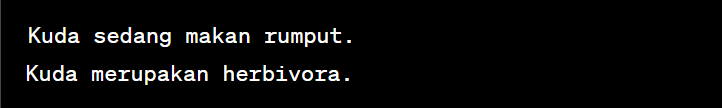 Kuda sedang makan rumput.
Kuda merupakan herbivora.